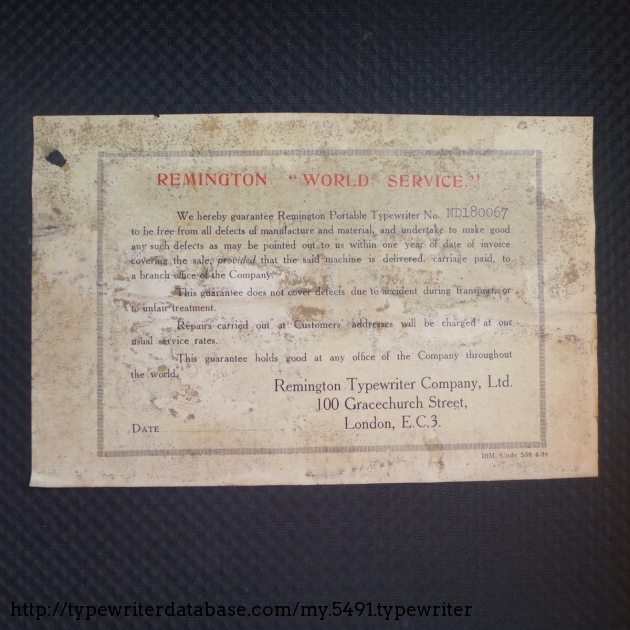 REMINGTON "WORLD SERVICE."
We hereby guarantee Remington Portable Typewriter No. ND180067
to be free from all defects of manufacture and material, and undertake to make good
any such defects as may be pointed out to us within one year of date of invoice
covering the sale, provided that the said machine is delivered, carriage paid, to
a branch office of the Company.
This guarantee does not cover defects due to accident during transport, or
to unfair treatment.
Repairs carried out at Customers' addresses will be charged at our
usual service rates.
This guarantee holds good at any office of the Company throughout
the world.
Remington Typewriter Company, Ltd.
100 Gracechurch Street,
London, E.C.3.
DATE
10M. Code 556
http://typewriterdatabase.com/my.5491.typewriter